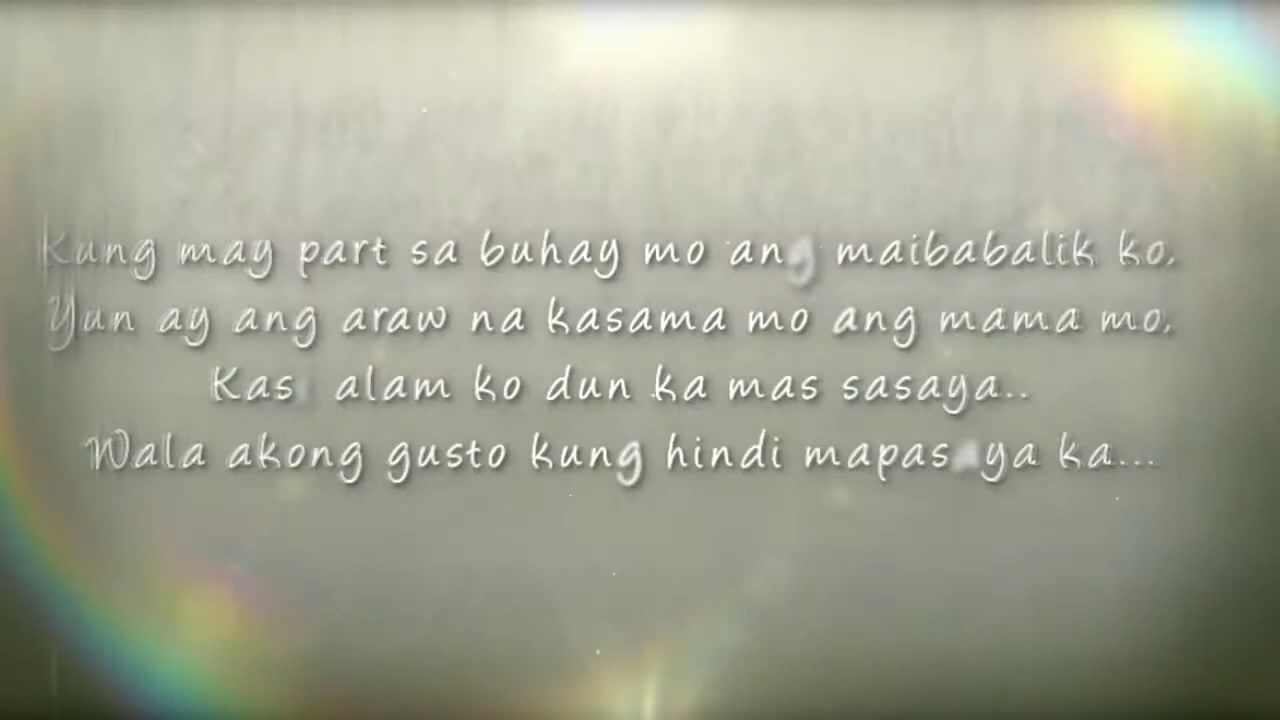 Kung may part sa buhay mo ang maibabalik ko,
Yun ay ang araw na kasama mo ang mama mo,
Kasi alam ko dun ka mas sasaya..
Wala akong gusto kung hindi mapasaya ka...